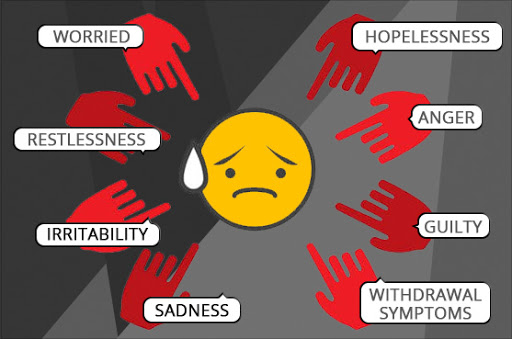 WORRIED
HOPELESSNESS
RESTLESSNESS
ANGER
IRRITABILITY
GUILTY
SADNESS
WITHDRAWAL
SYMPTOMS